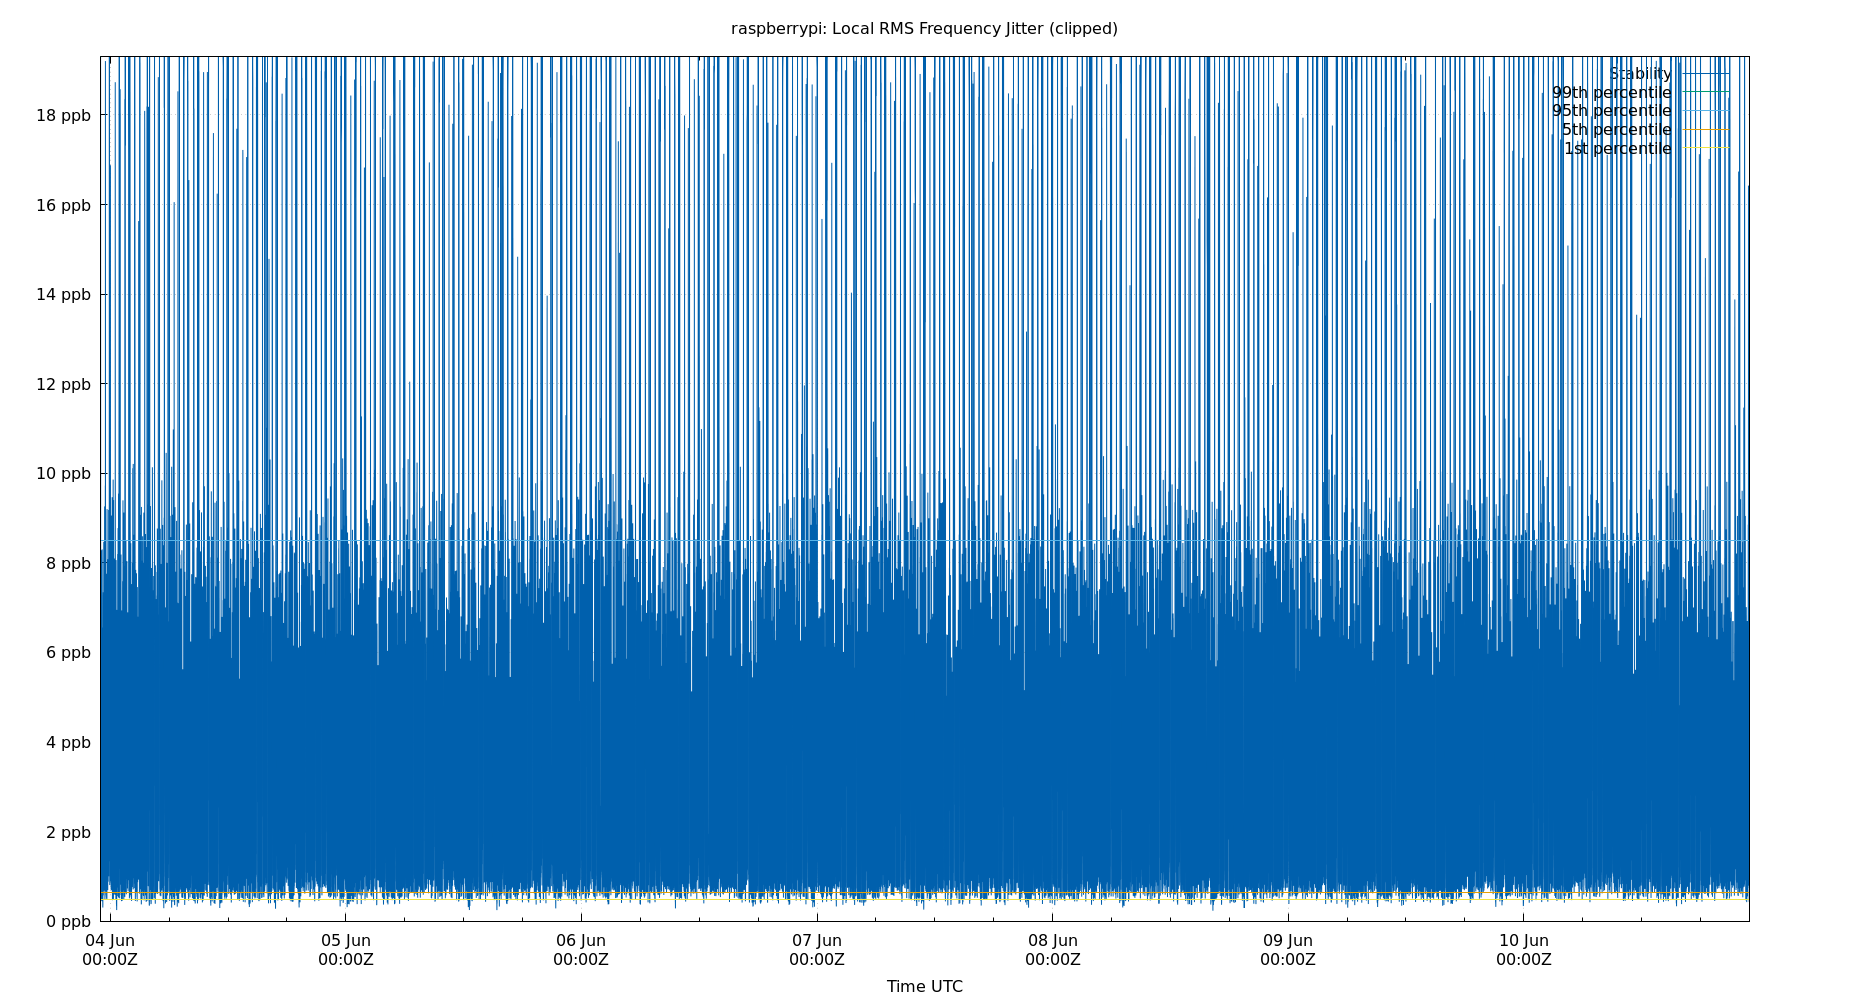 raspberrypi: Local RMS Frequency Jitter (clipped)
Stability
99th percentile
95th percentile
5th percentile
1st percentile
18 ppb
16 ppb
14 ppb
12 ppb
10 ppb
8 ppb
6 ppb
4 ppb
2 ppb
0 ppb
04 Jun 05 Jun 06 Jun 07 Jun 08 Jun 09 Jun 10 Jun
00:00Z 00:00Z 00:00Z 00:00Z 00:00Z 00:00Z 00:00Z
Time UTC